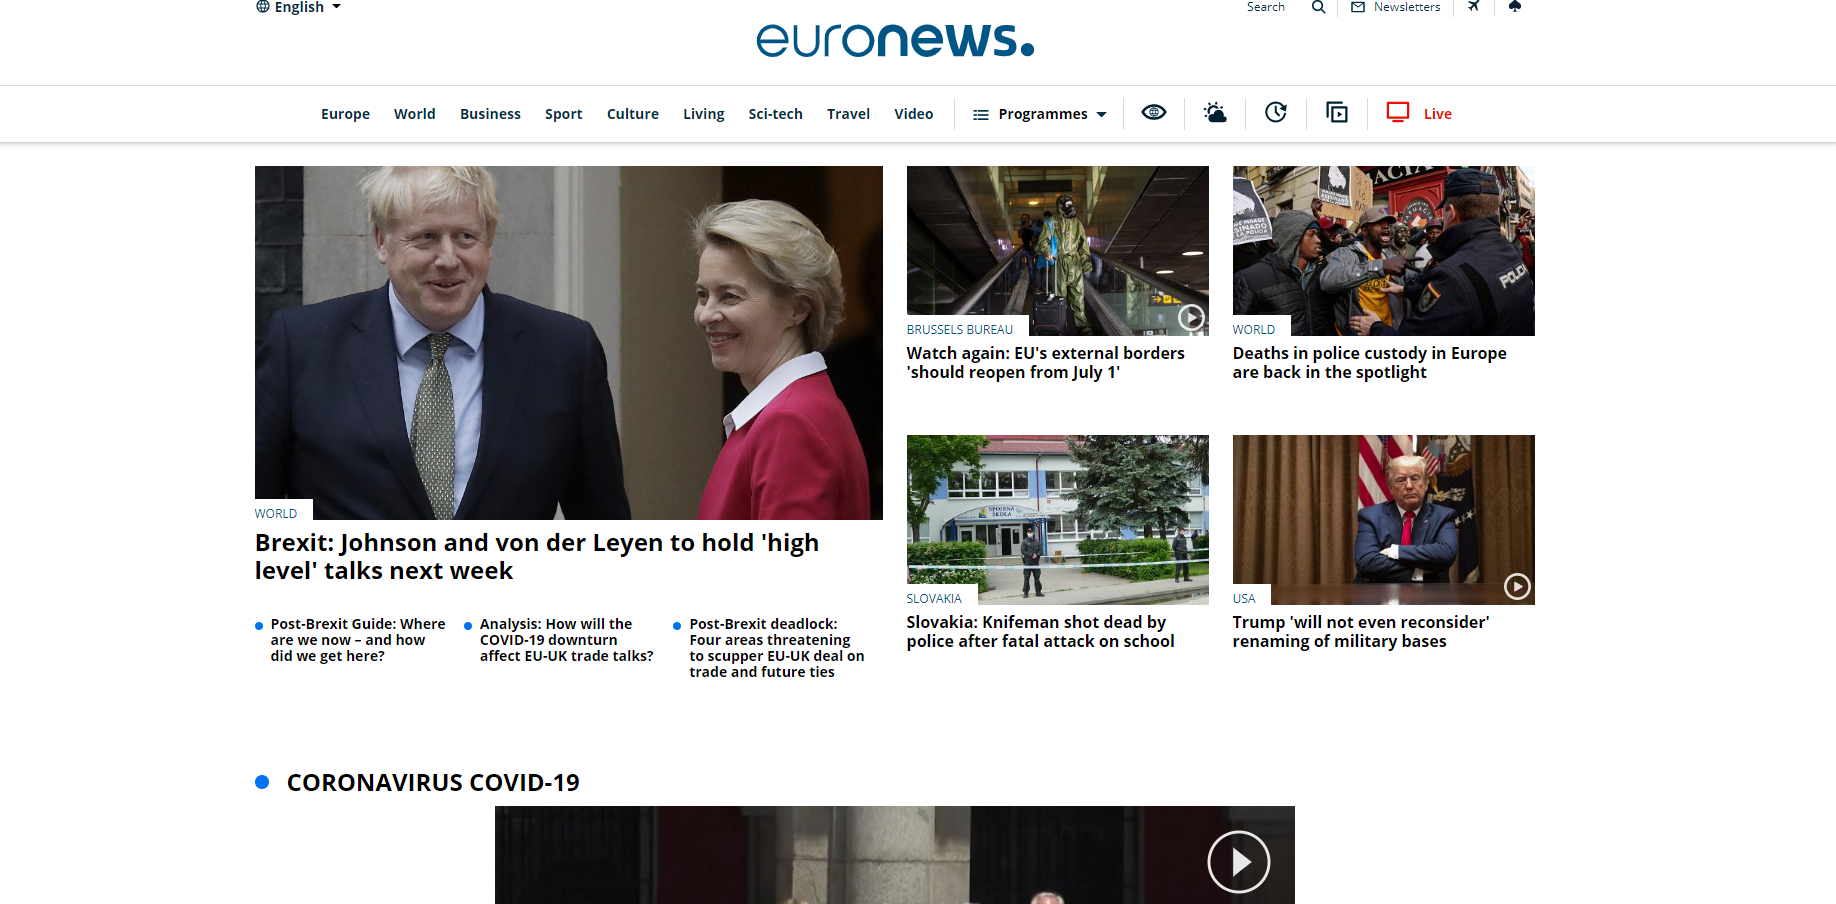 English
Search
Newsletters
euronews.
Europe
World
Business
Sport
Culture
Living
Sci-tech
Travel
Video
Programmes
Live
WORLD
Brexit: Johnson and von der Leyen to hold 'high
level' talks next week
Post-Brexit Guide: Where
are we now – and how
did we get here?
Analysis: How will the
COVID-19 downturn
affect EU-UK trade talks?
Post-Brexit deadlock:
Four areas threatening
to scupper EU-UK deal on
trade and future ties
BRUSSELS BUREAU
Watch again: EU's external borders
'should reopen from July 1'
FARMACIA
POLICIA
WORLD
Deaths in police custody in Europe
are back in the spotlight
SPOJENÁ
ŠKOLA
SLOVAKIA
Slovakia: Knifeman shot dead by
police after fatal attack on school
USA
Trump 'will not even reconsider'
renaming of military bases
CORONAVIRUS COVID-19